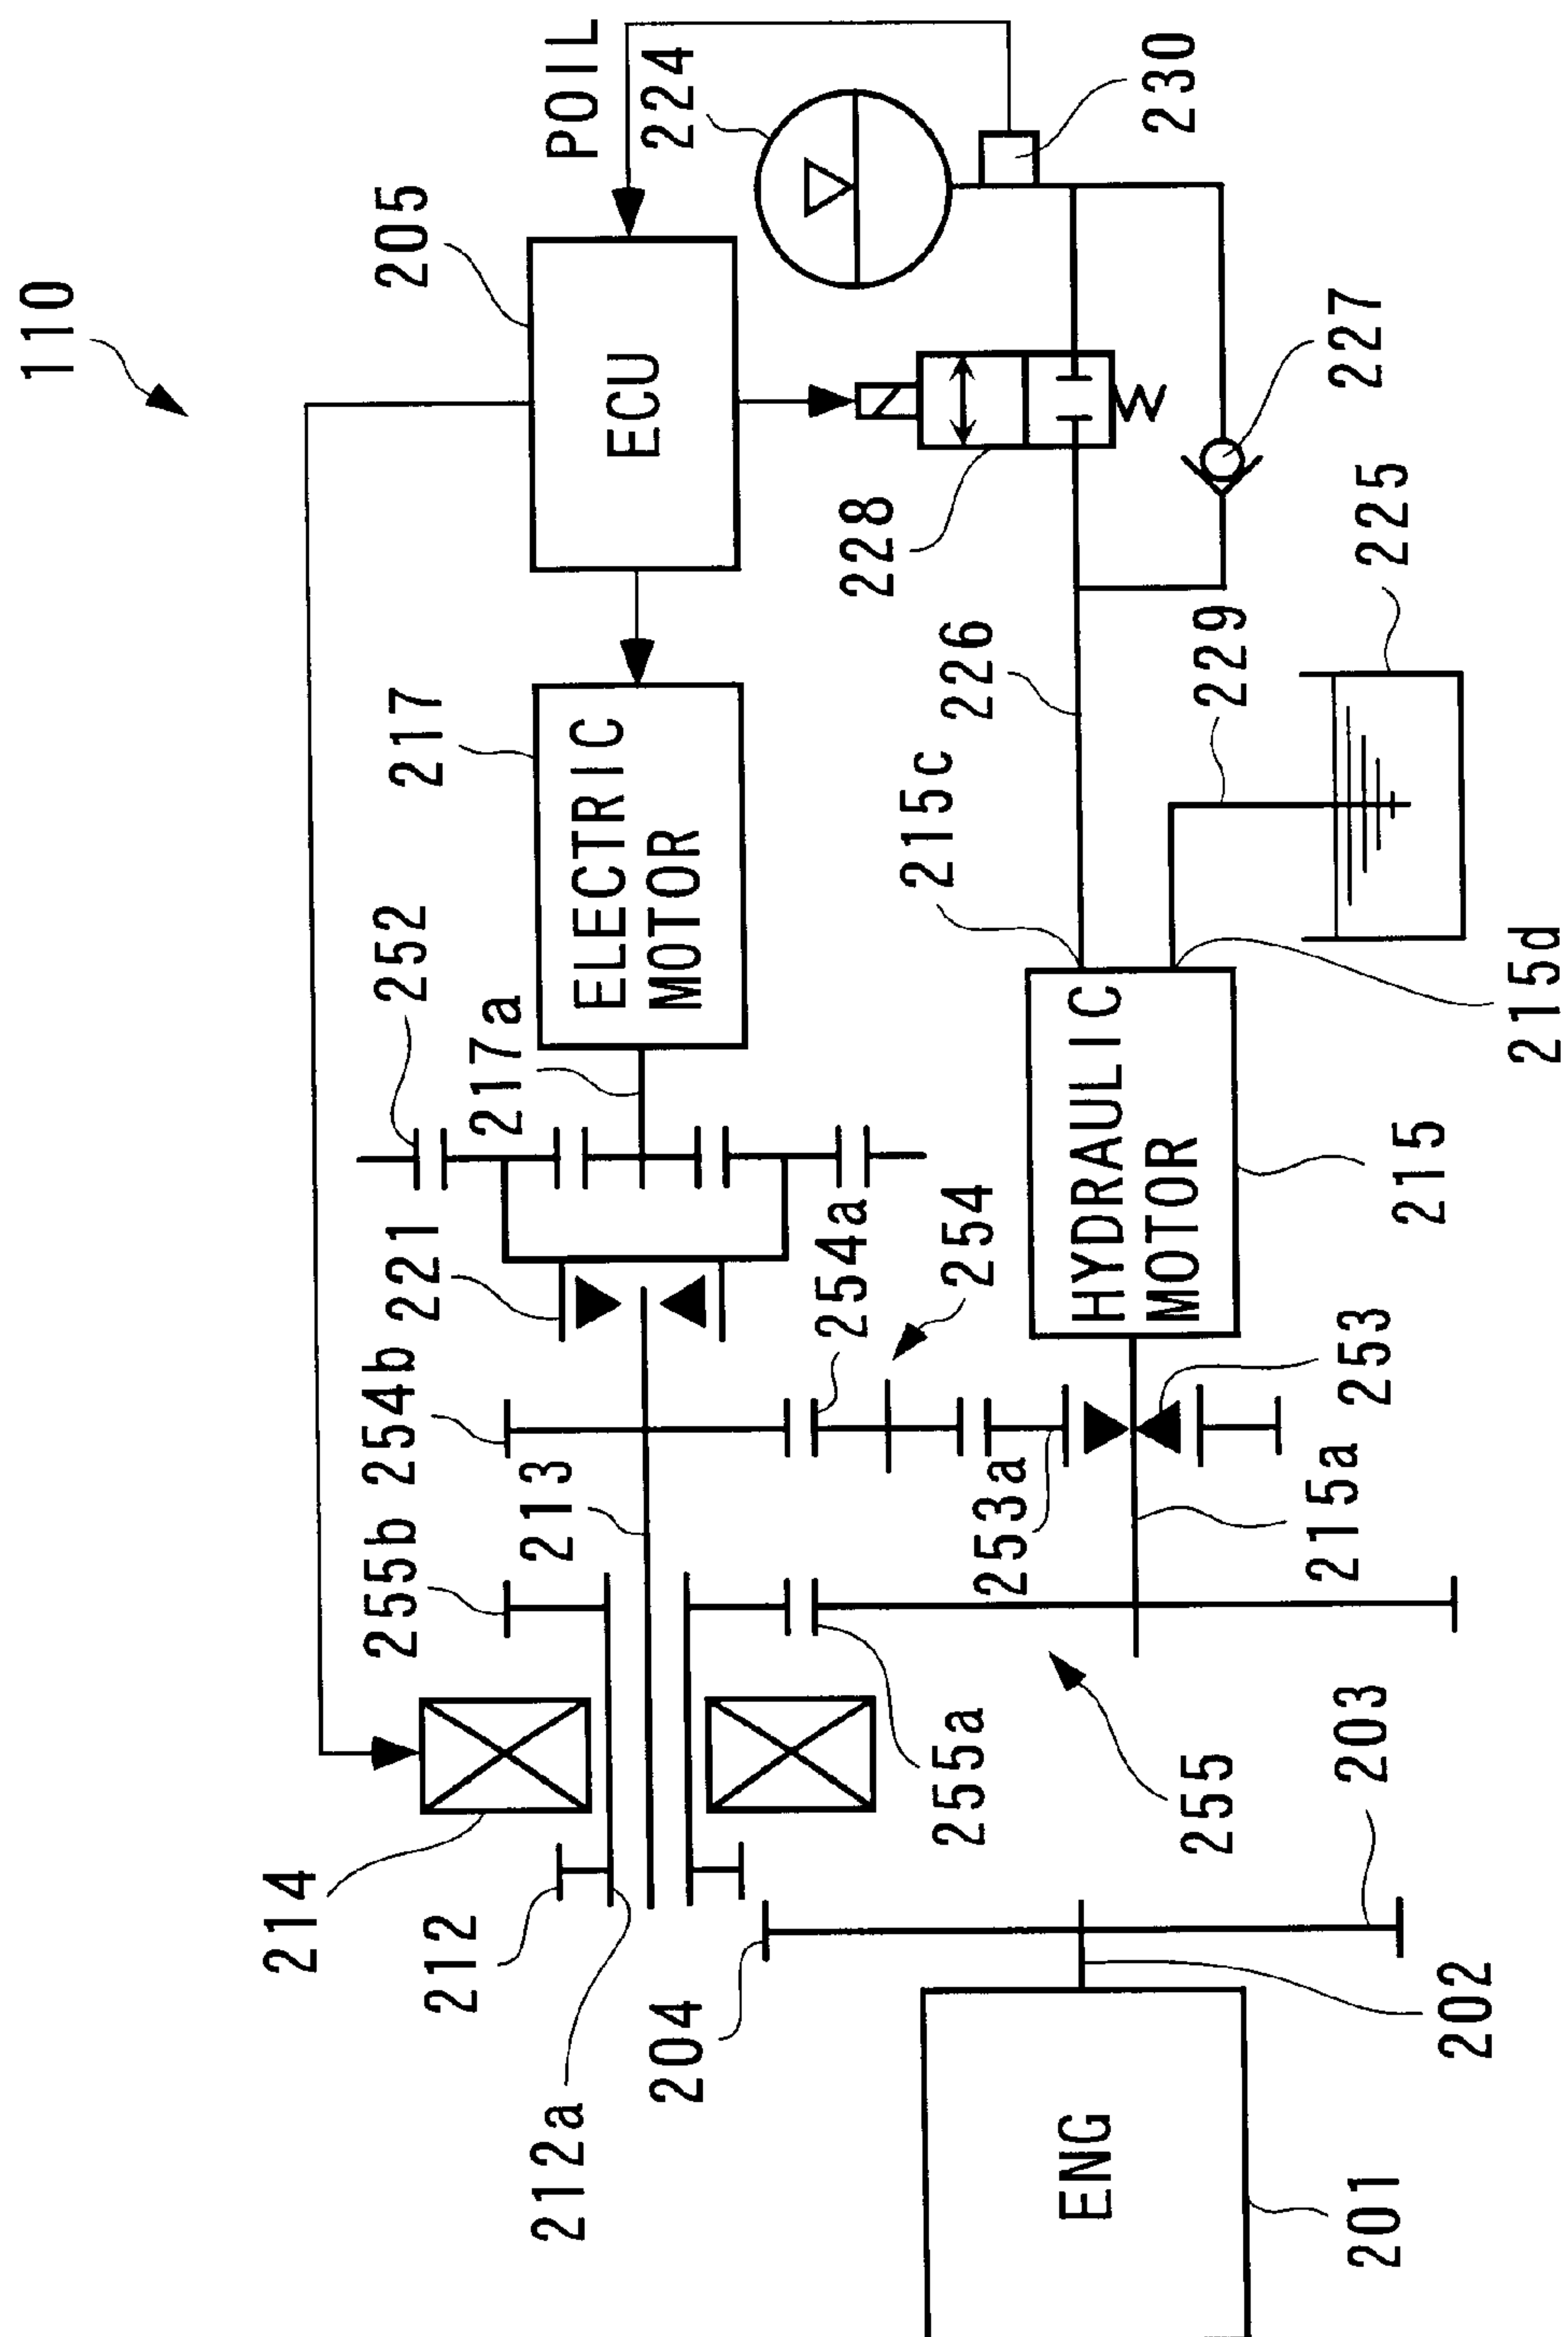 110
POIL
224
205
230
ECU
227
228
225
217
226
229
ELECTRIC
MOTOR
215c
252
217a
215d
HYDRAULIC
MOTOR
215
221
254a
254
254b
253
213
253a
215a
255b
255a
255
203
214
212
204
202
212a
ENG
201